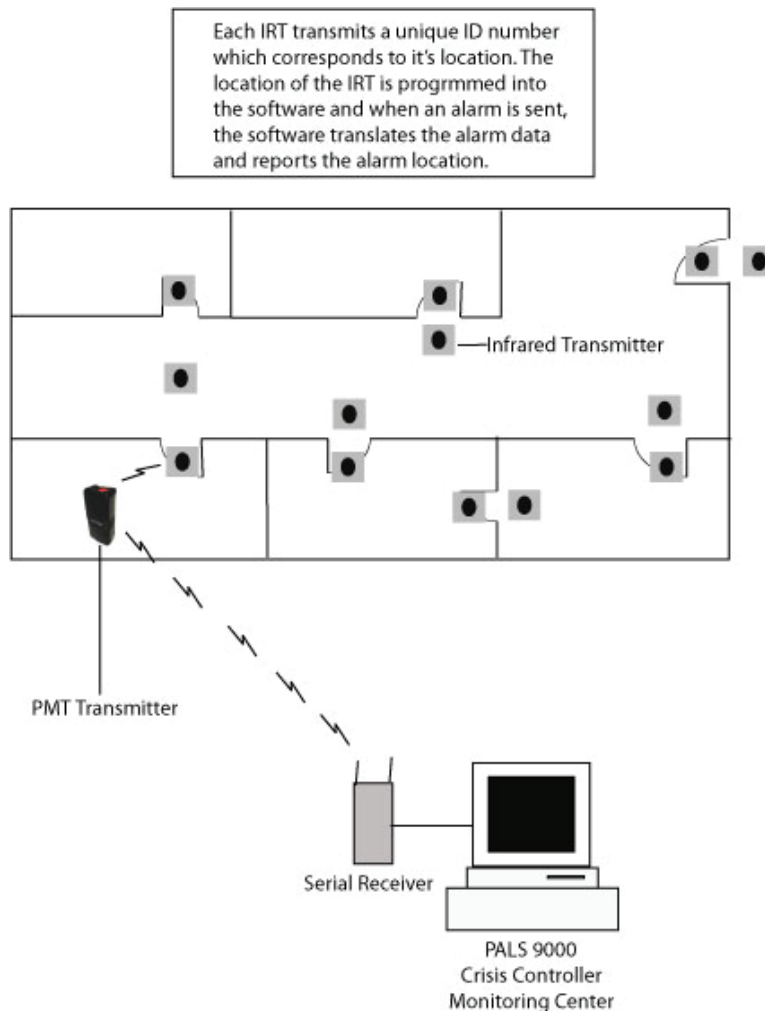 Each IRT transmits a unique ID number
which corresponds to it's location. The
location of the IRT is progrmmed into
the software and when an alarm is sent,
the software translates the alarm data
and reports the alarm location.
Infrared Transmitter
PMT Transmitter
Serial Receiver
PALS 9000
Crisis Controller
Monitoring Center